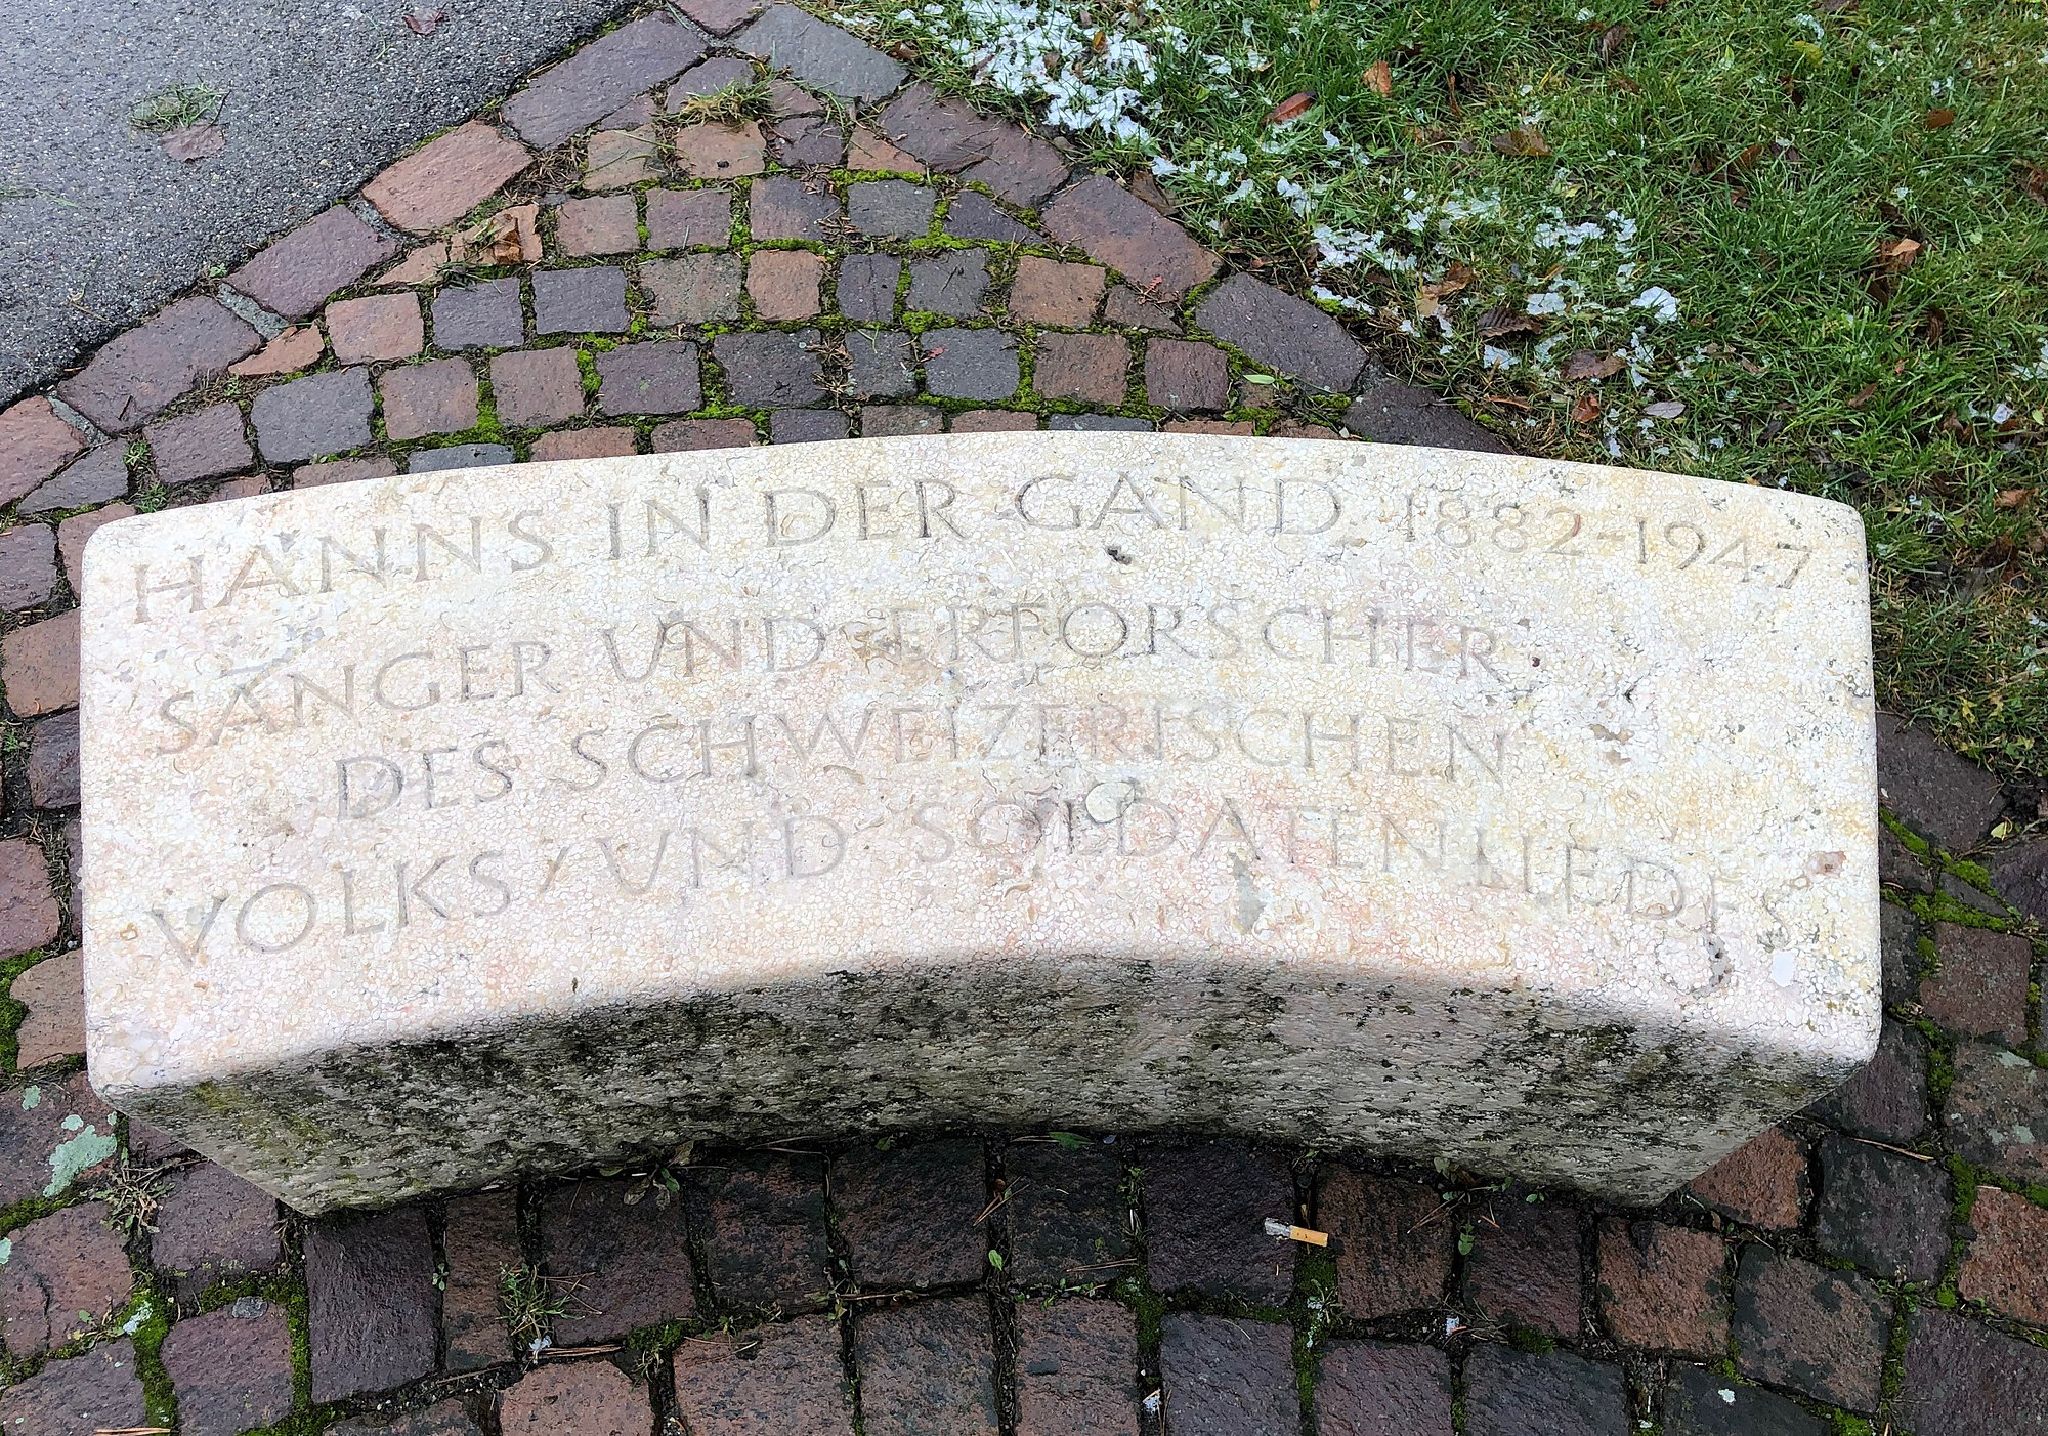 HANNS IN DER GAND 1882-1947
SÄNGER UND ERFORSCHER
DES SCHWEIZERISCHEN
VOLKS/UND SOLDATENLIEDES